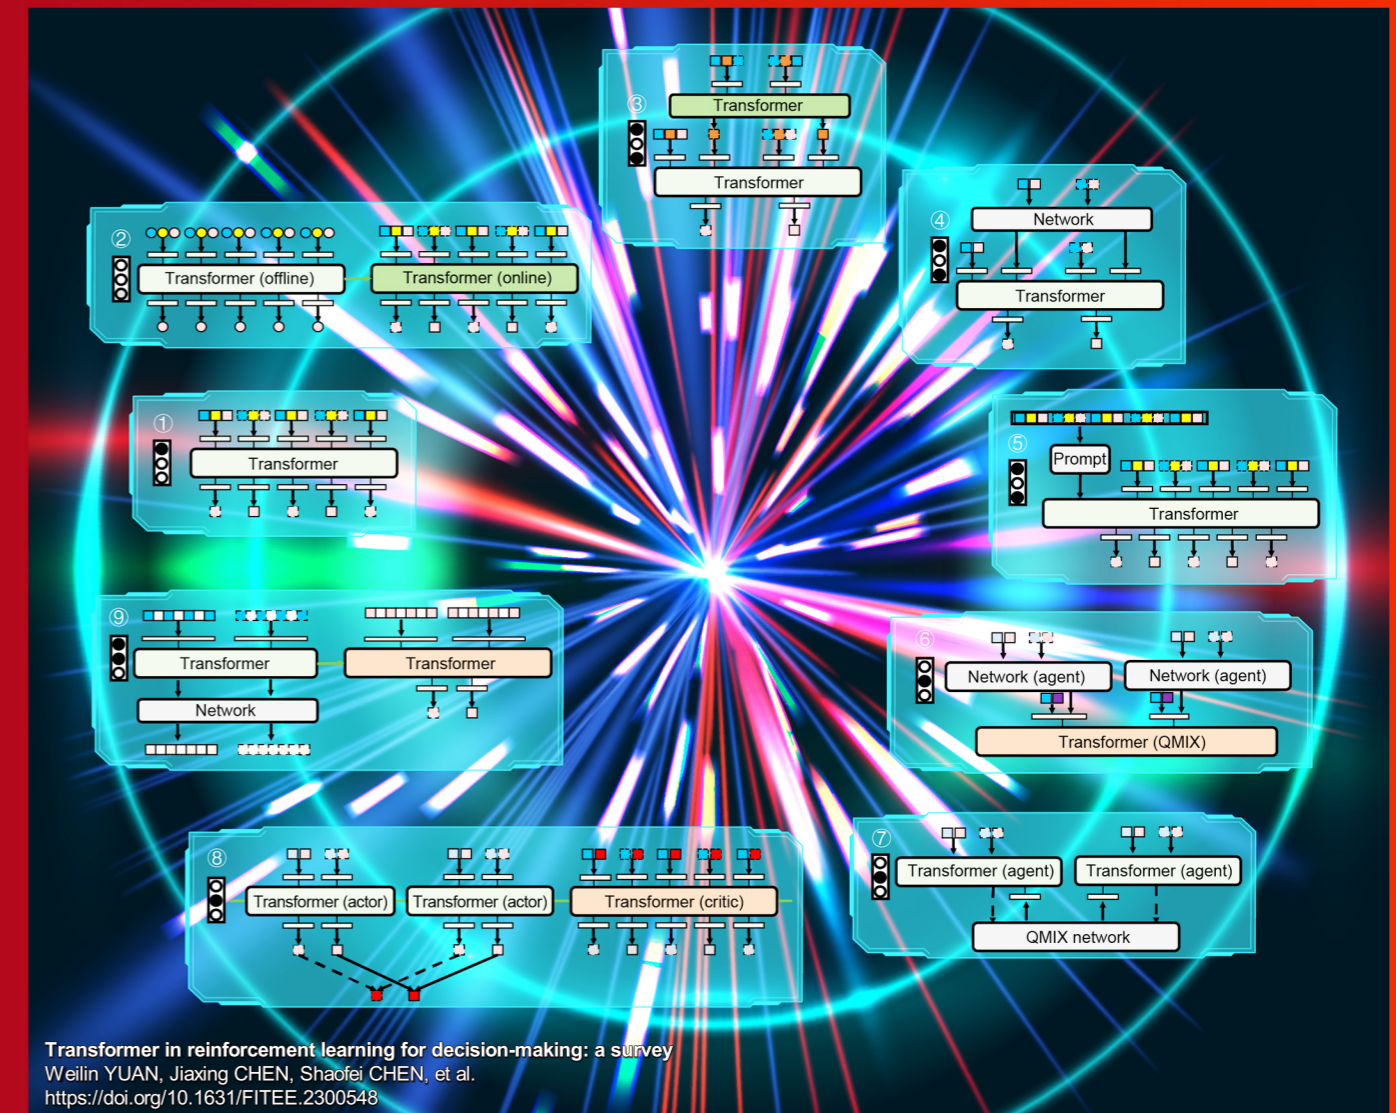 ③
Transformer
Transformer
④
Network
Transformer
②
Transformer (offline)
Transformer (online)
①
Transformer
⑤
Prompt
Transformer
⑨
Transformer
Transformer
Network
⑥
Network (agent)
Network (agent)
Transformer (QMIX)
⑧
Transformer (actor)
Transformer (actor)
Transformer (critic)
⑦
Transformer (agent)
Transformer (agent)
QMIX network
Transformer in reinforcement learning for decision-making: a survey
Weilin YUAN, Jiaxing CHEN, Shaofei CHEN, et al.
https://doi.org/10.1631/FITEE.2300548